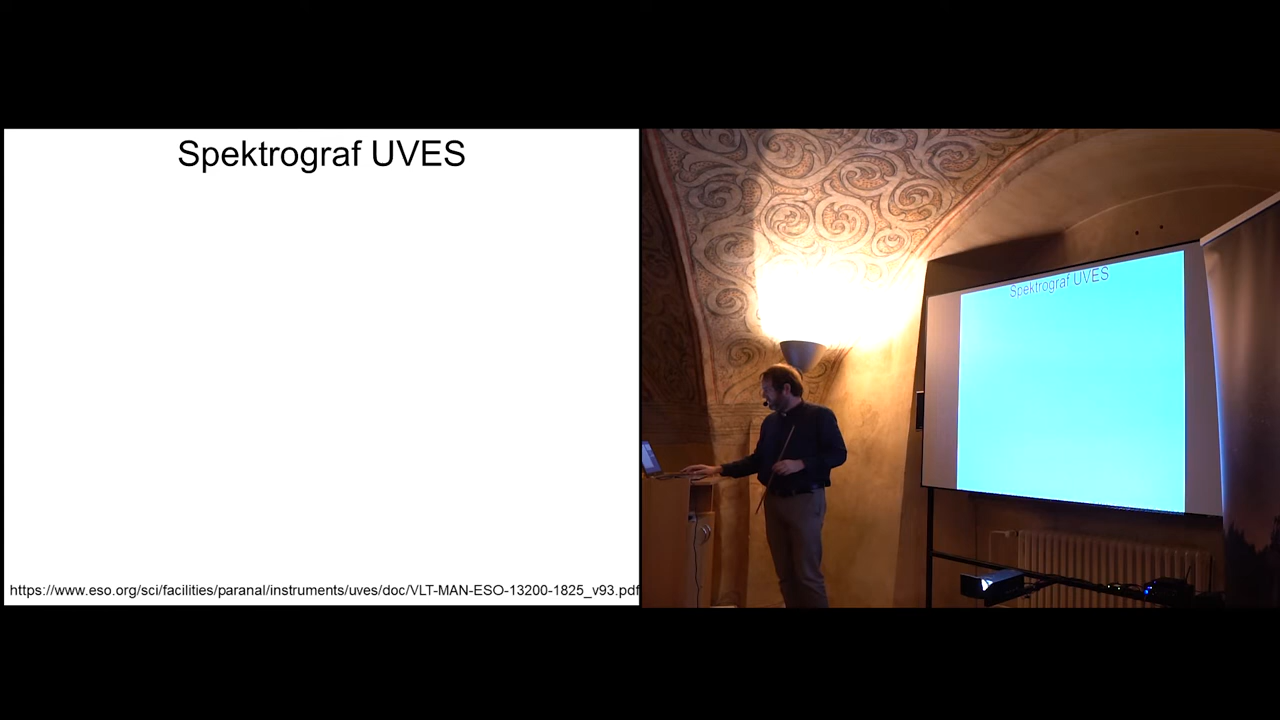 Spektrograf UVES
https://www.eso.org/sci/facilities/paranal/instruments/uves/doc/VLT-MAN-ESO-13200-1825_v93.pdf
Spektrograf UVES